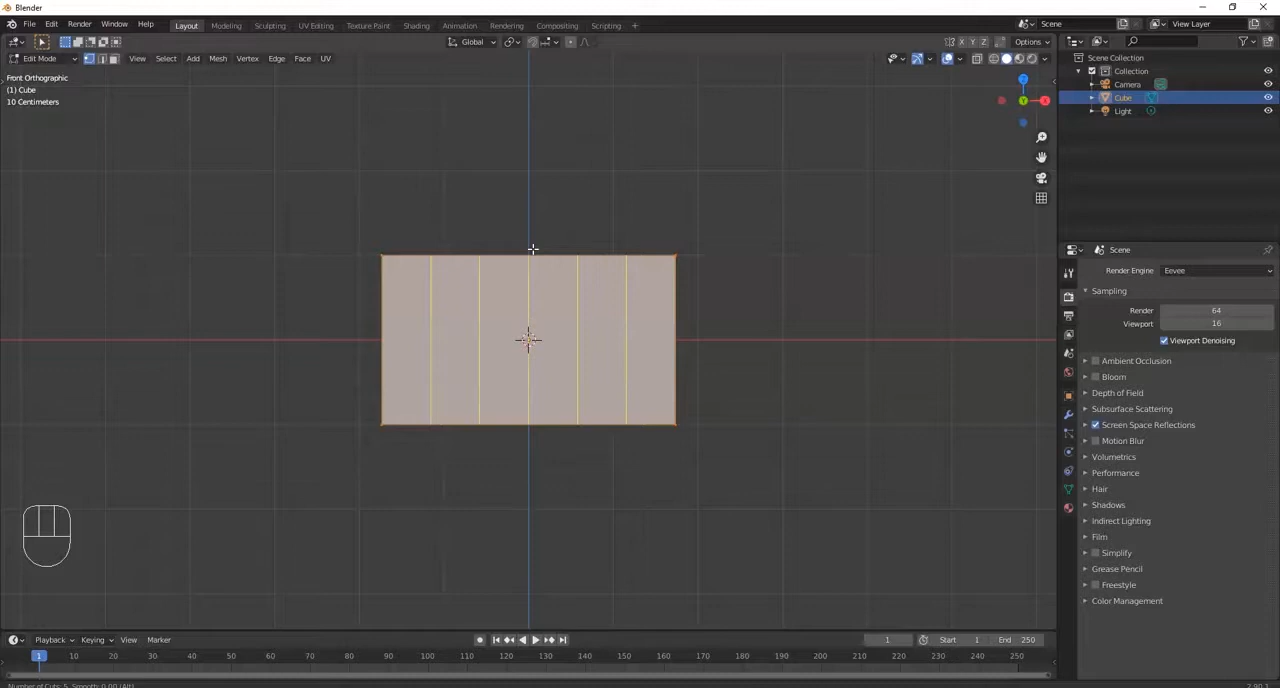 Blender
File Edit Render Window Help Layout Modeling Sculpting UV Editing Texture Paint Shading Animation Rendering Compositing Scripting + Scene View Layer
Global X Y Z Options
Edit Mode View Select Add Mesh Vertex Edge Face UV
Front Orthographic
(1) Cube
10 Centimeters
Z
Y
X
Scene Collection
Collection
Camera
Cube
Light
Scene
Render Engine Eevee
Sampling
Render 64
Viewport 16
Viewport Denoising
Ambient Occlusion
Bloom
Depth of Field
Subsurface Scattering
Screen Space Reflections
Motion Blur
Volumetrics
Performance
Hair
Shadows
Indirect Lighting
Film
Simplify
Grease Pencil
Freestyle
Color Management
Playback Keying View Marker 1 Start 1 End 250
1 10 20 30 40 50 60 70 80 90 100 110 120 130 140 150 160 170 180 190 200 210 220 230 240 250
Number of Cuts: 5, Smooth: 0.00 (Alt) 2.90.1